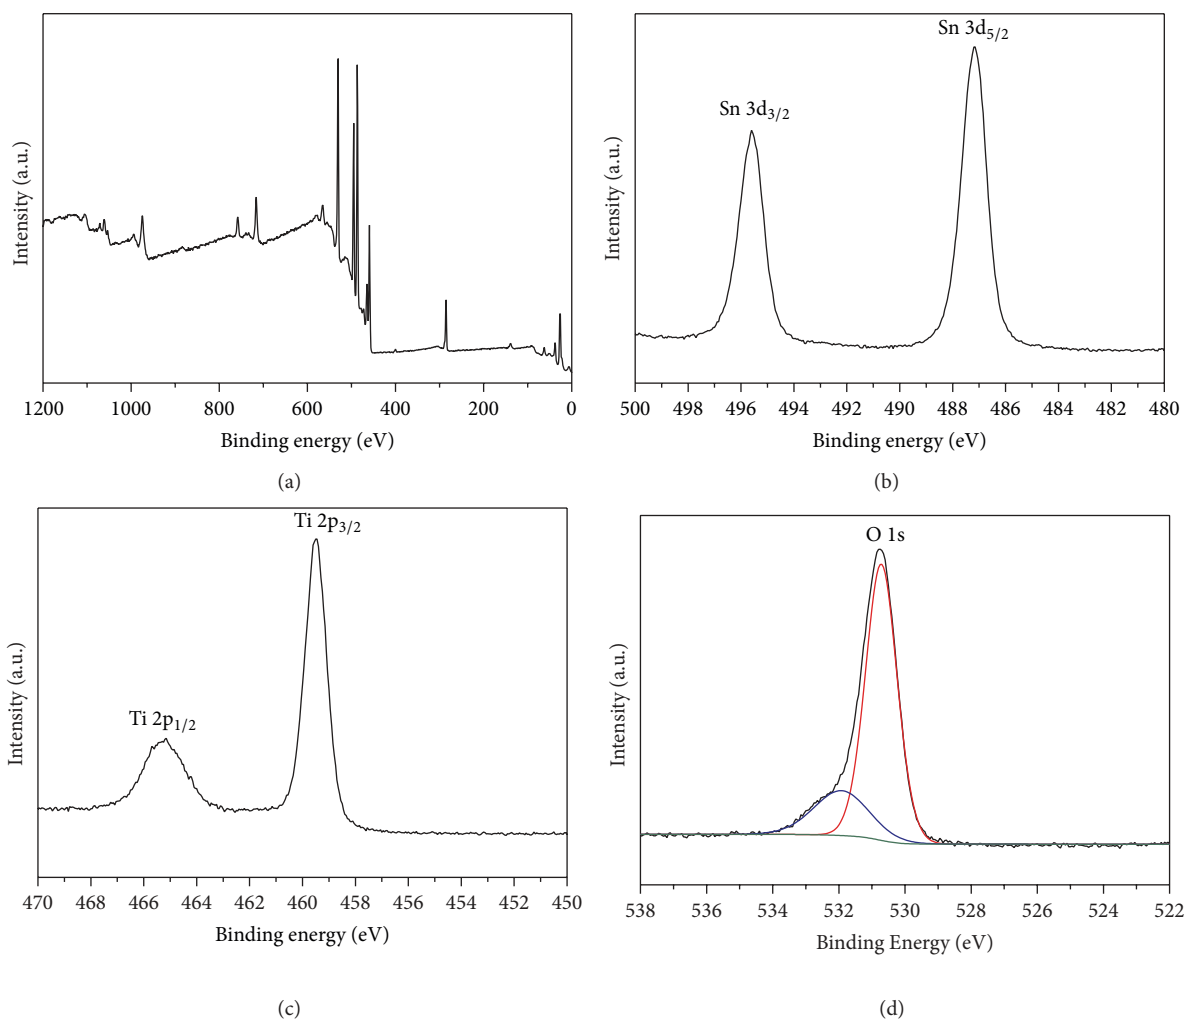 Intensity (a.u.)
1200 1000 800 600 400 200 0
Binding energy (eV)
(a)
Sn 3d5/2
Sn 3d3/2
Intensity (a.u.)
500 498 496 494 492 490 488 486 484 482 480
Binding energy (eV)
(b)
Ti 2p3/2
Ti 2p1/2
Intensity (a.u.)
470 468 466 464 462 460 458 456 454 452 450
Binding energy (eV)
(c)
O 1s
Intensity (a.u.)
538 536 534 532 530 528 526 524 522
Binding Energy (eV)
(d)